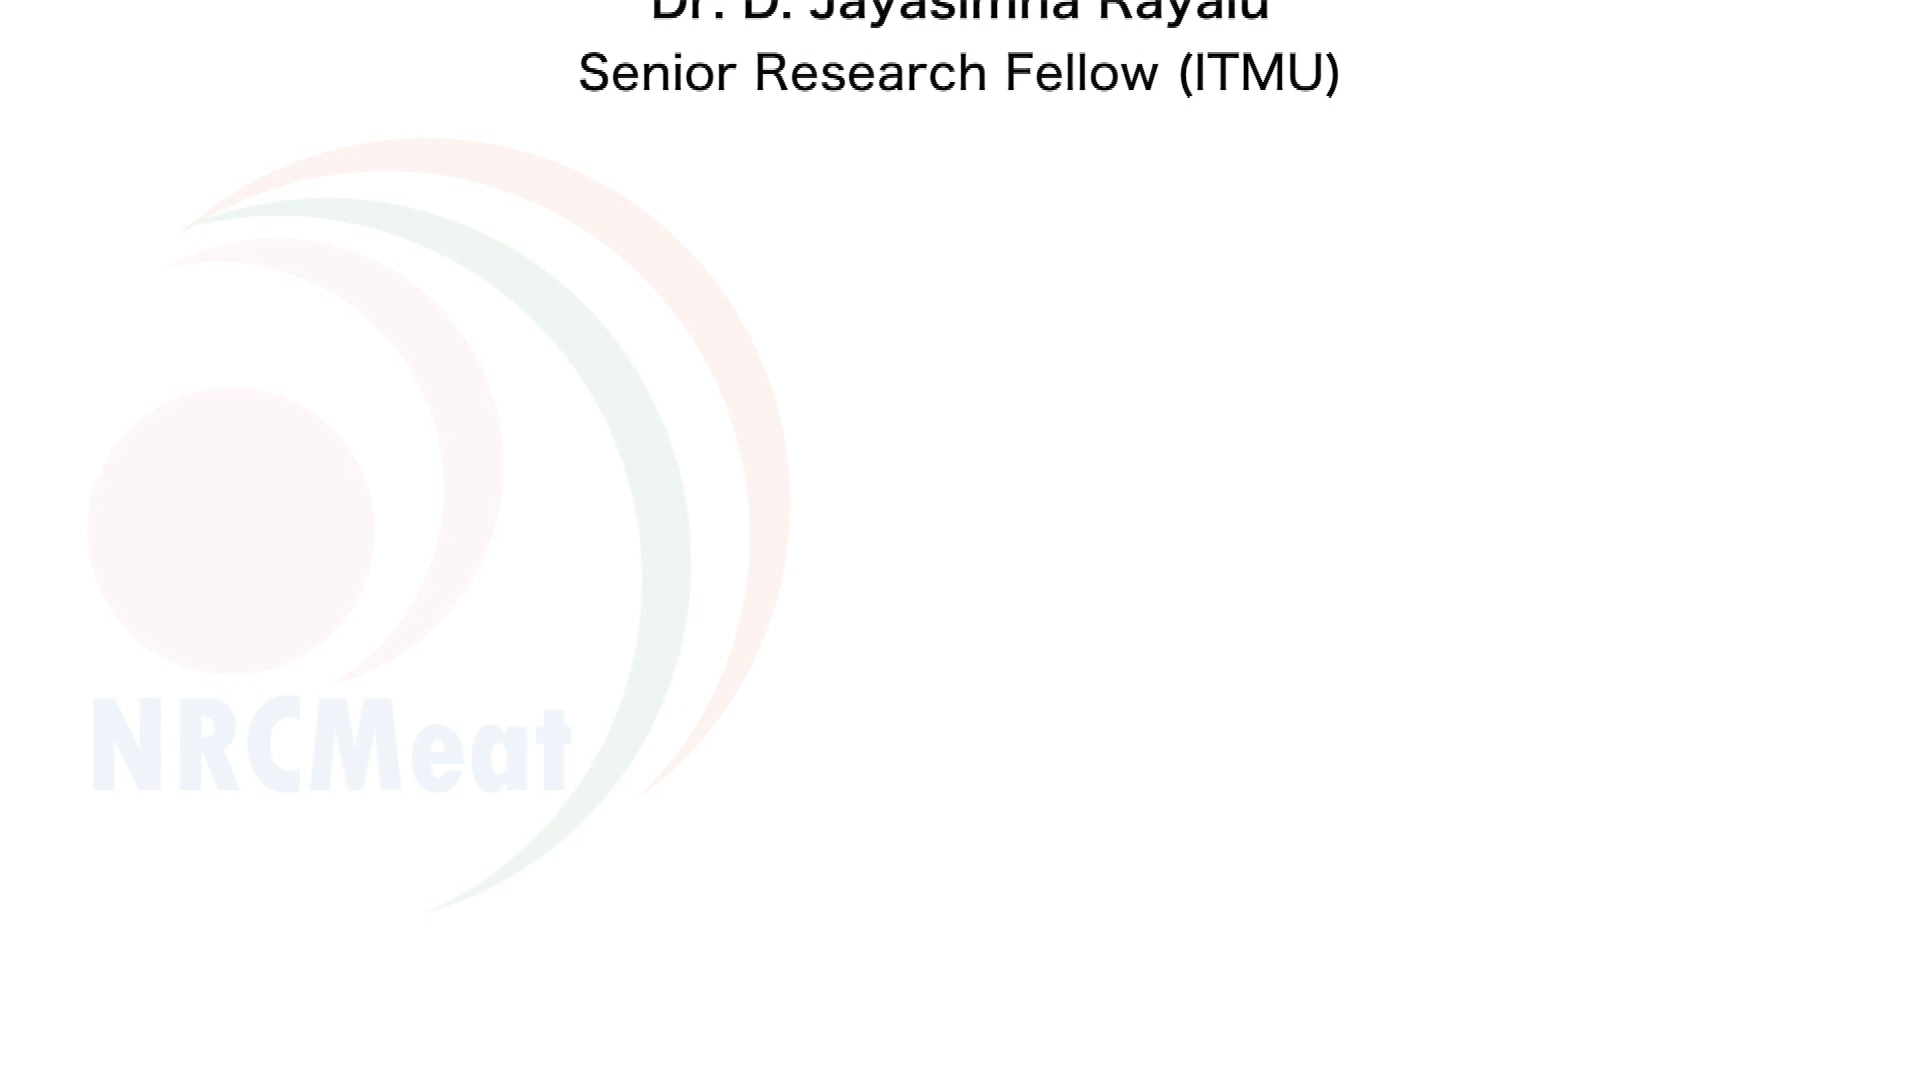 Dr. D. Jayasimha Rayalu
Senior Research Fellow (ITMU)
NRCMeat